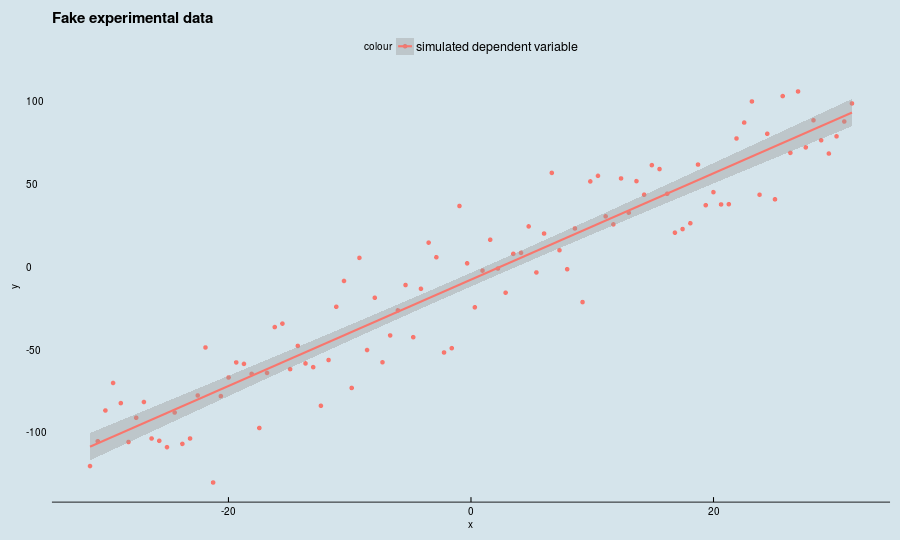 Fake experimental data
colour simulated dependent variable
100
50
0
-50
-100
y
-20 0 20
x